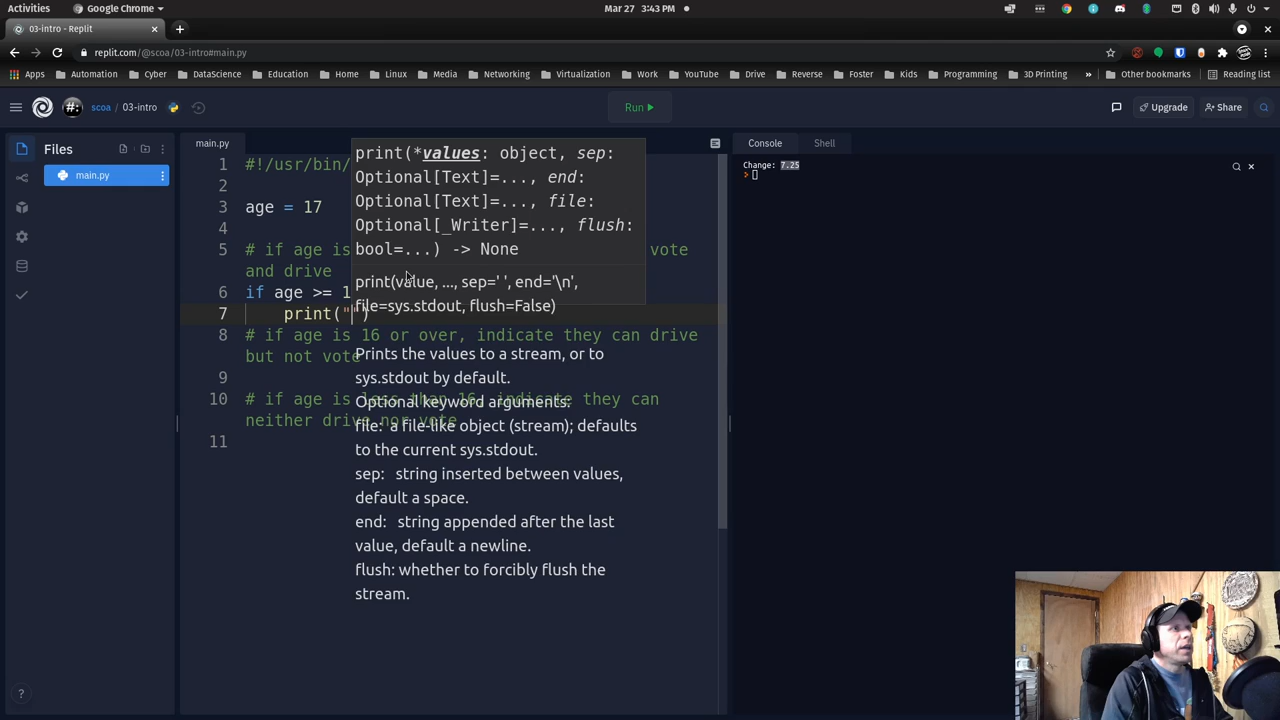 Activities
Google Chrome
Mar 27 3:43 PM
03-intro - Replit
replit.com/@scoa/03-intro#main.py
Apps Automation Cyber DataScience Education Home Linux Media Networking Virtualization Work YouTube Drive Reverse Foster Kids Programming 3D Printing » Other bookmarks Reading list
scoa / 03-intro
Run
Upgrade
Share
Files
main.py
main.py
1 #!/usr/bin/
2
3 age = 17
4
5 # if age is vote
and drive
6 if age >= 1
7 print("")
8 # if age is 16 or over, indicate they can drive
but not vote
9
10 # if age is less than 16, indicate they can
neither drive nor vote
11
print(*values: object, sep:
Optional[Text]=..., end:
Optional[Text]=..., file:
Optional[_Writer]=..., flush:
bool=...) -> None
print(value, ..., sep=' ', end='\n',
file=sys.stdout, flush=False)
Prints the values to a stream, or to
sys.stdout by default.
Optional keyword arguments:
file: a file-like object (stream); defaults
to the current sys.stdout.
sep: string inserted between values,
default a space.
end: string appended after the last
value, default a newline.
flush: whether to forcibly flush the
stream.
Console
Shell
Change: 7.25
?